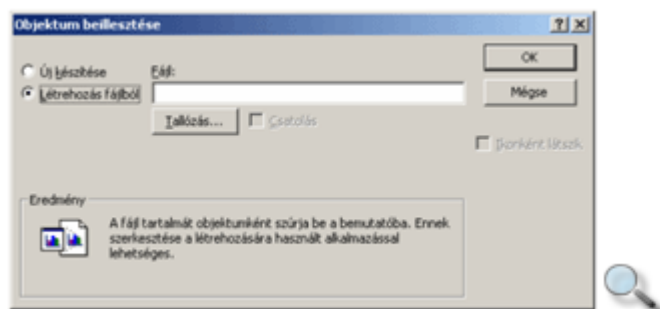 Objektum beillesztése
Új készítése
Fájl:
OK
Létrehozás fájlból
Mégse
Tallózás...
Csatolás
Ikonként látszik
Eredmény
A fájl tartalmát objektumként szúrja be a bemutatóba. Ennek
szerkesztése a létrehozására használt alkalmazással
lehetséges.